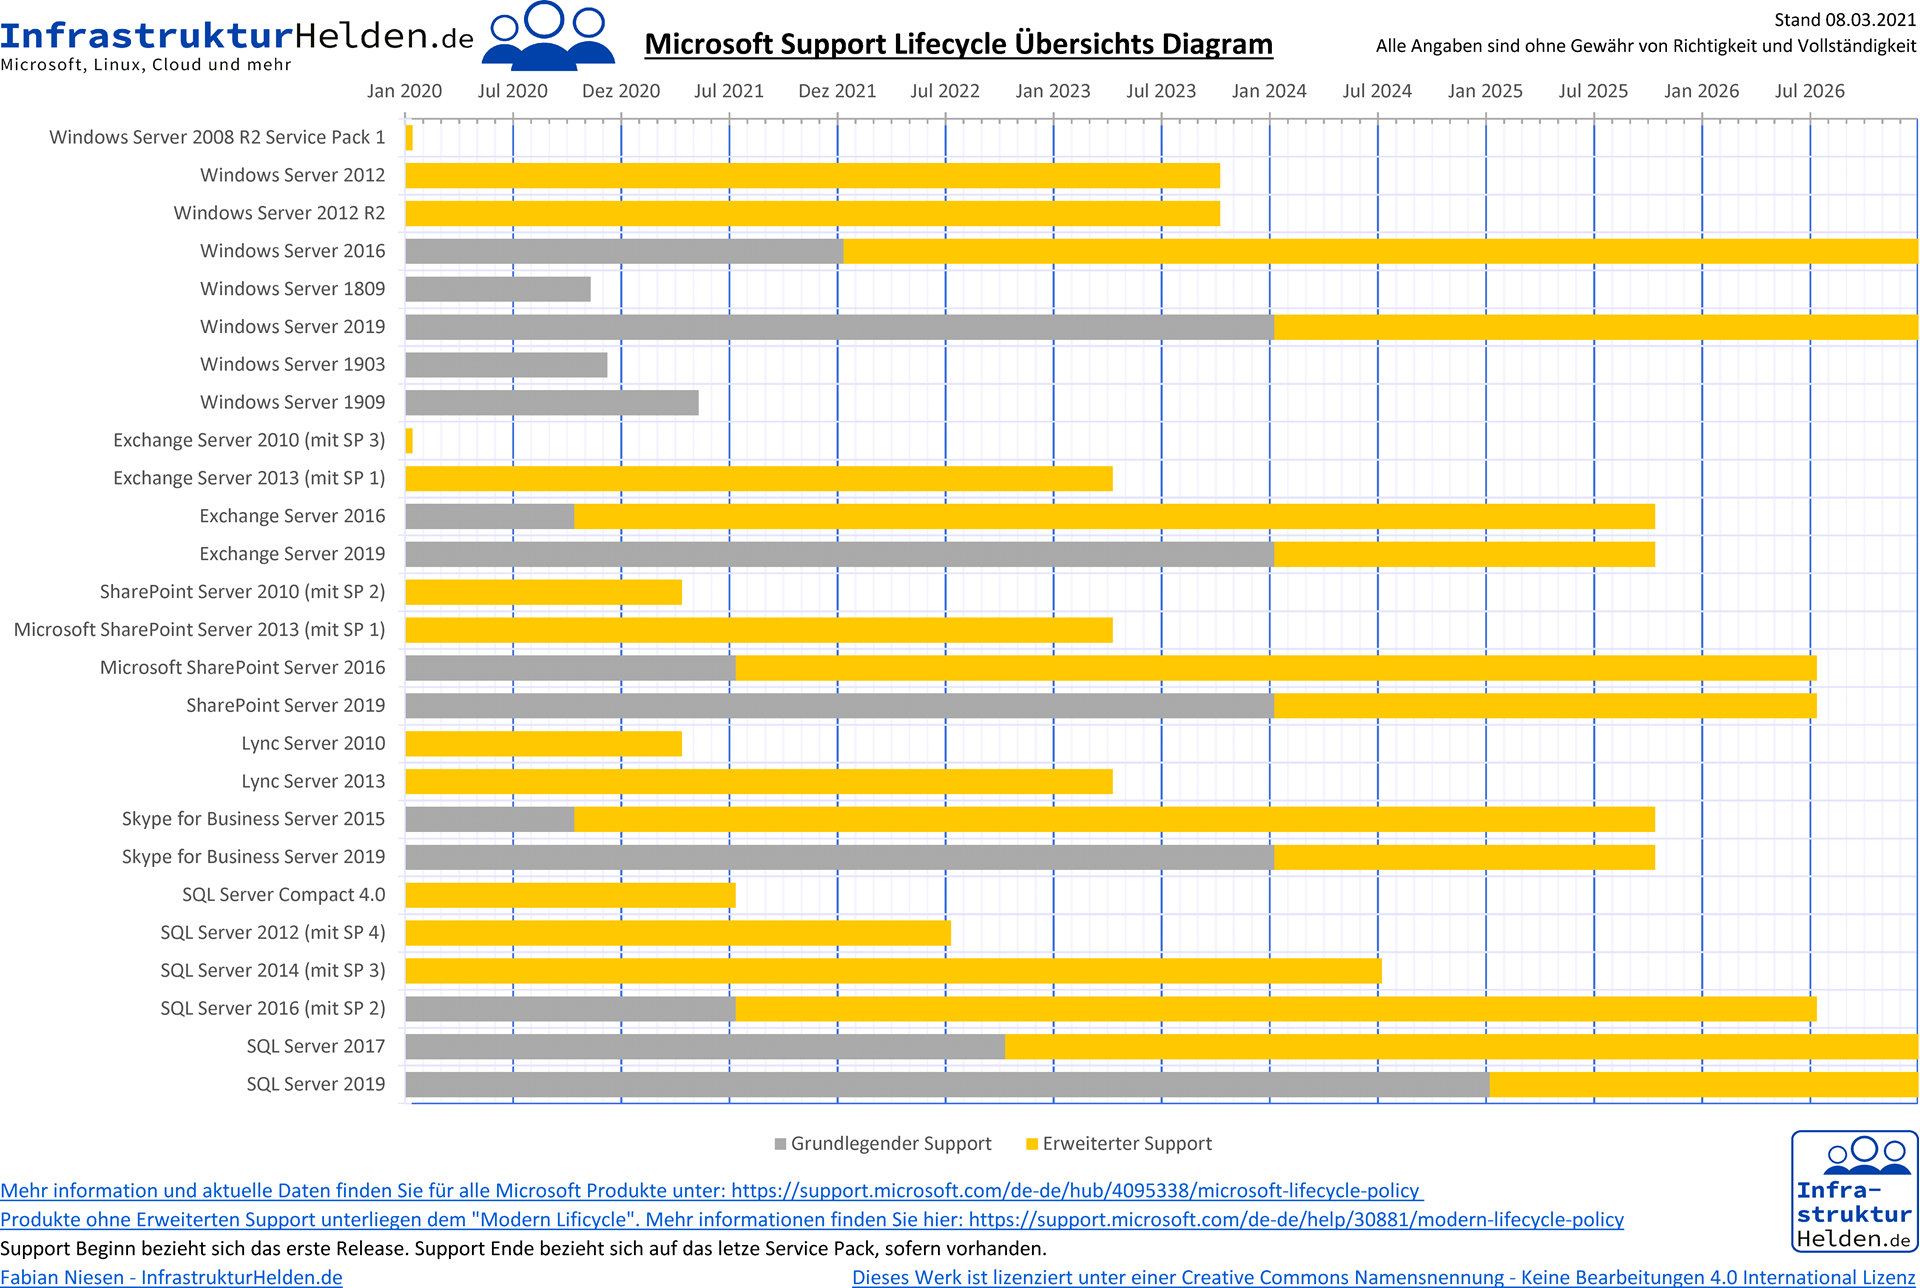 InfrastrukturHelden.de
Microsoft, Linux, Cloud und mehr
Microsoft Support Lifecycle Übersichts Diagram
Stand 08.03.2021
Alle Angaben sind ohne Gewähr von Richtigkeit und Vollständigkeit
Jan 2020 Jul 2020 Dez 2020 Jul 2021 Dez 2021 Jul 2022 Jan 2023 Jul 2023 Jan 2024 Jul 2024 Jan 2025 Jul 2025 Jan 2026 Jul 2026
Windows Server 2008 R2 Service Pack 1
Windows Server 2012
Windows Server 2012 R2
Windows Server 2016
Windows Server 1809
Windows Server 2019
Windows Server 1903
Windows Server 1909
Exchange Server 2010 (mit SP 3)
Exchange Server 2013 (mit SP 1)
Exchange Server 2016
Exchange Server 2019
SharePoint Server 2010 (mit SP 2)
Microsoft SharePoint Server 2013 (mit SP 1)
Microsoft SharePoint Server 2016
SharePoint Server 2019
Lync Server 2010
Lync Server 2013
Skype for Business Server 2015
Skype for Business Server 2019
SQL Server Compact 4.0
SQL Server 2012 (mit SP 4)
SQL Server 2014 (mit SP 3)
SQL Server 2016 (mit SP 2)
SQL Server 2017
SQL Server 2019
Grundlegender Support Erweiterter Support
Mehr information und aktuelle Daten finden Sie für alle Microsoft Produkte unter: https://support.microsoft.com/de-de/hub/4095338/microsoft-lifecycle-policy
Produkte ohne Erweiterten Support unterliegen dem "Modern Lificycle". Mehr informationen finden Sie hier: https://support.microsoft.com/de-de/help/30881/modern-lifecycle-policy
Support Beginn bezieht sich das erste Release. Support Ende bezieht sich auf das letze Service Pack, sofern vorhanden.
Fabian Niesen - InfrastrukturHelden.de
Dieses Werk ist lizenziert unter einer Creative Commons Namensnennung - Keine Bearbeitungen 4.0 International Lizenz
Infra-
struktur
Helden.de